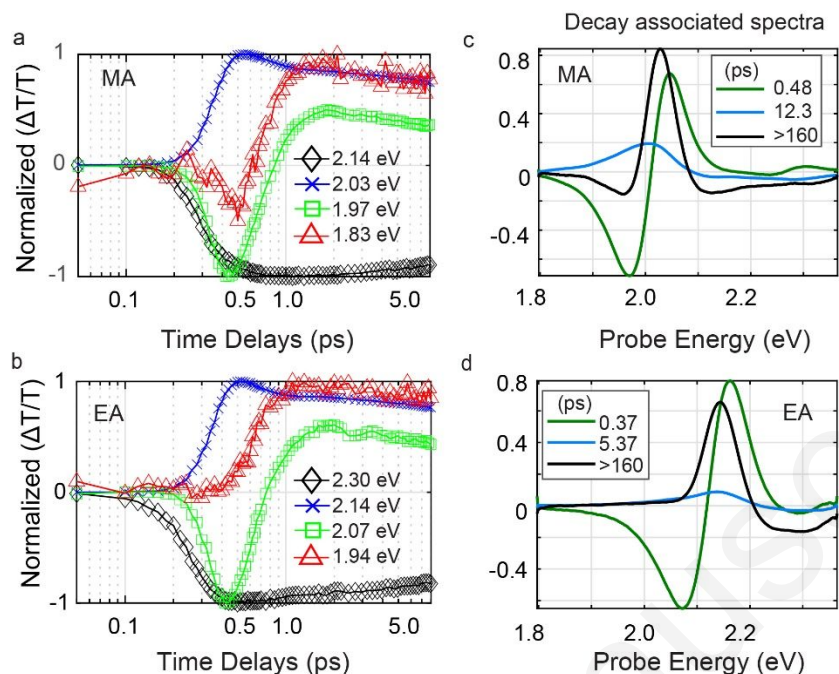 a
MA
Normalized (ΔT/T)
1
0
-1
2.14 eV
2.03 eV
1.97 eV
1.83 eV
0.1 0.5 1.0 5.0
Time Delays (ps)
b
EA
Normalized (ΔT/T)
1
0
-1
2.30 eV
2.14 eV
2.07 eV
1.94 eV
0.1 0.5 1.0 5.0
Time Delays (ps)
Decay associated spectra
c
MA
(ps)
0.48
12.3
>160
0.8
0.4
0
-0.4
1.8 2.0 2.2
Probe Energy (eV)
d
EA
(ps)
0.37
5.37
>160
0.8
0.4
0
-0.4
1.8 2.0 2.2
Probe Energy (eV)